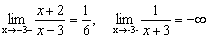 lim x→-3- x+2/x-3 = 1/6, lim x→-3- 1/x+3 = -∞